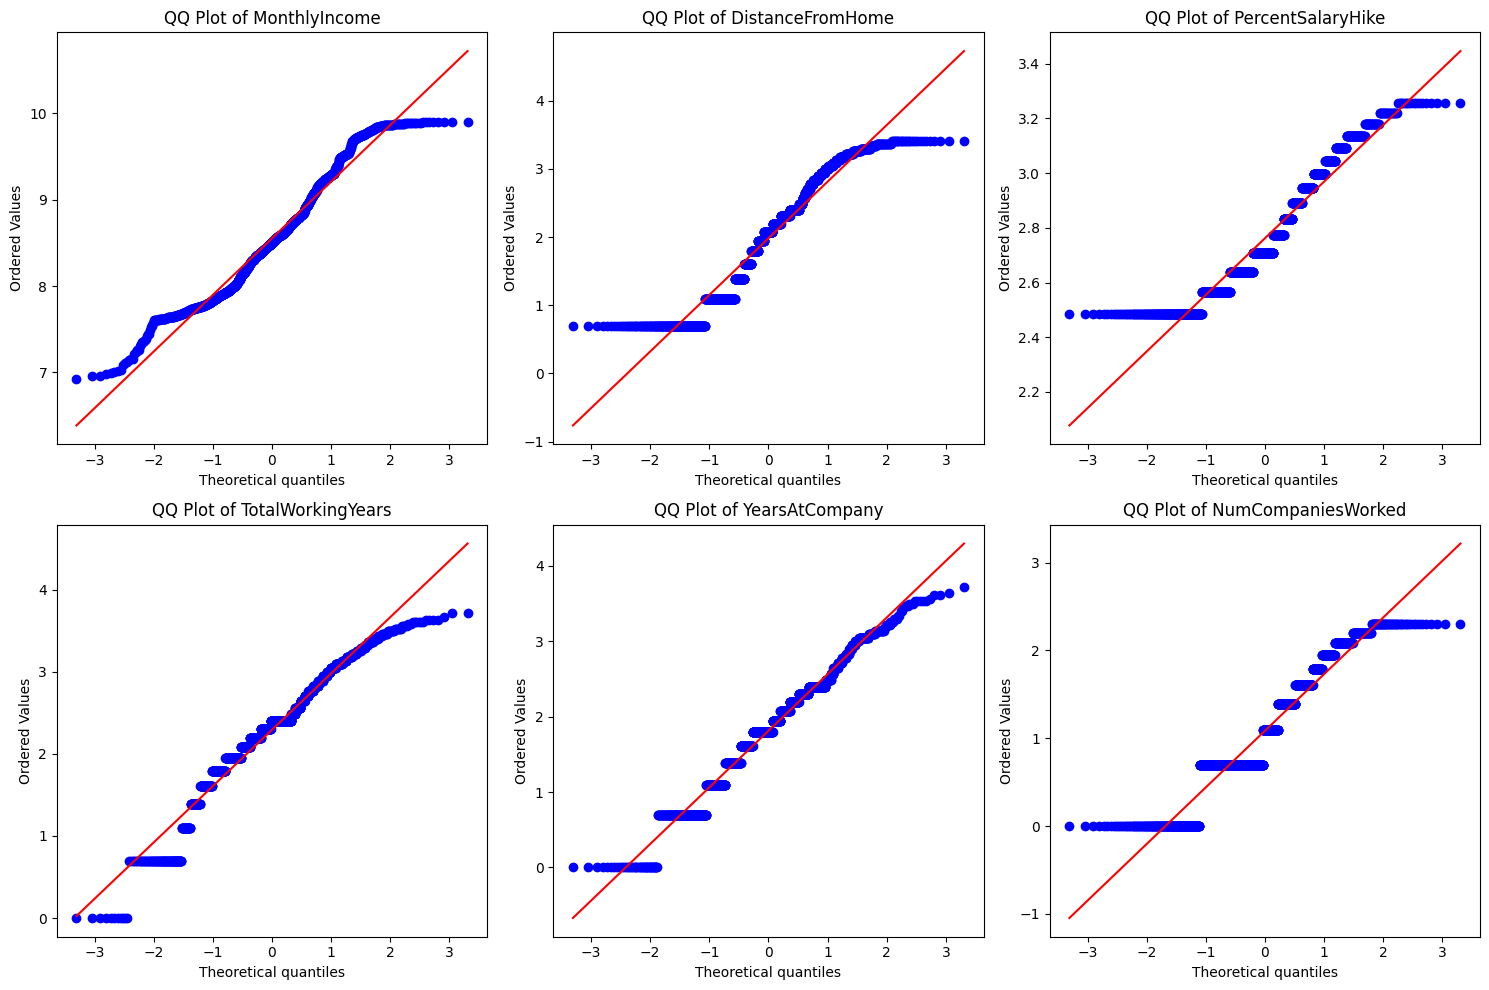 QQ Plot of MonthlyIncome
Ordered Values
10
9
8
7
−3 −2 −1 0 1 2 3
Theoretical quantiles
QQ Plot of DistanceFromHome
Ordered Values
4
3
2
1
0
−1
−3 −2 −1 0 1 2 3
Theoretical quantiles
QQ Plot of PercentSalaryHike
Ordered Values
3.4
3.2
3.0
2.8
2.6
2.4
2.2
−3 −2 −1 0 1 2 3
Theoretical quantiles
QQ Plot of TotalWorkingYears
Ordered Values
4
3
2
1
0
−3 −2 −1 0 1 2 3
Theoretical quantiles
QQ Plot of YearsAtCompany
Ordered Values
4
3
2
1
0
−3 −2 −1 0 1 2 3
Theoretical quantiles
QQ Plot of NumCompaniesWorked
Ordered Values
3
2
1
0
−1
−3 −2 −1 0 1 2 3
Theoretical quantiles